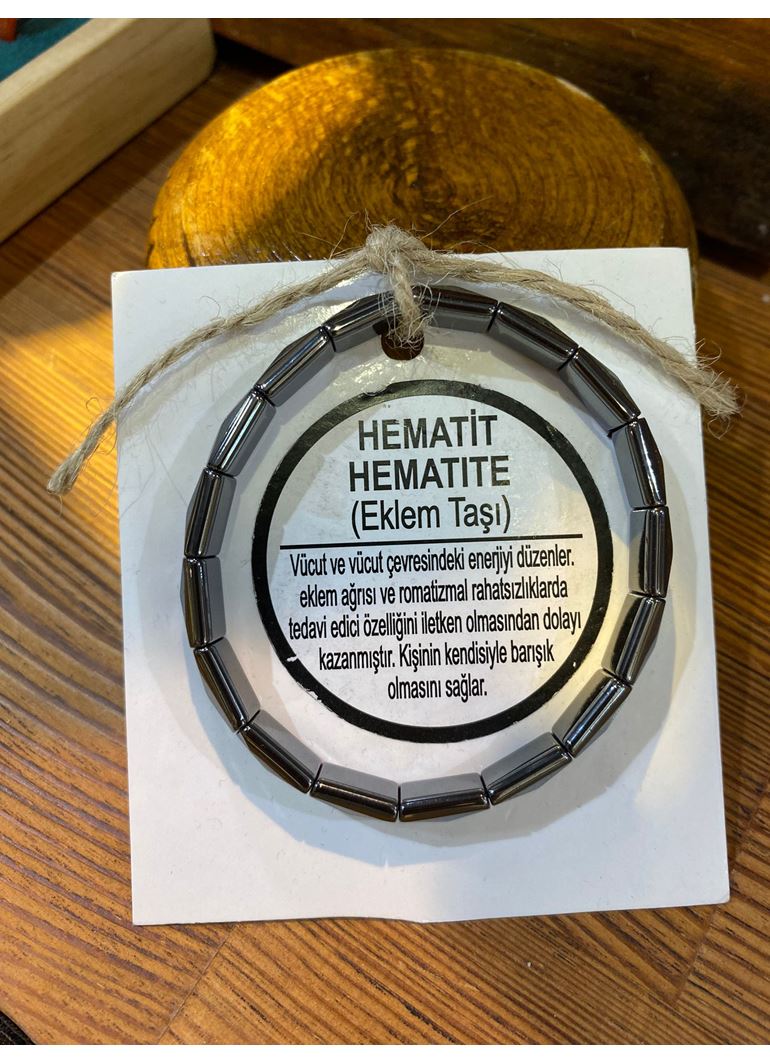 HEMATİT
HEMATITE
(Eklem Taşı)
Vücut ve vücut çevresindeki enerjiyi düzenler.
eklem ağrısı ve romatizmal rahatsızlıklarda
tedavi edici özelliğini iletken olmasından dolayı
kazanmıştır. Kişinin kendisiyle barışık
olmasını sağlar.